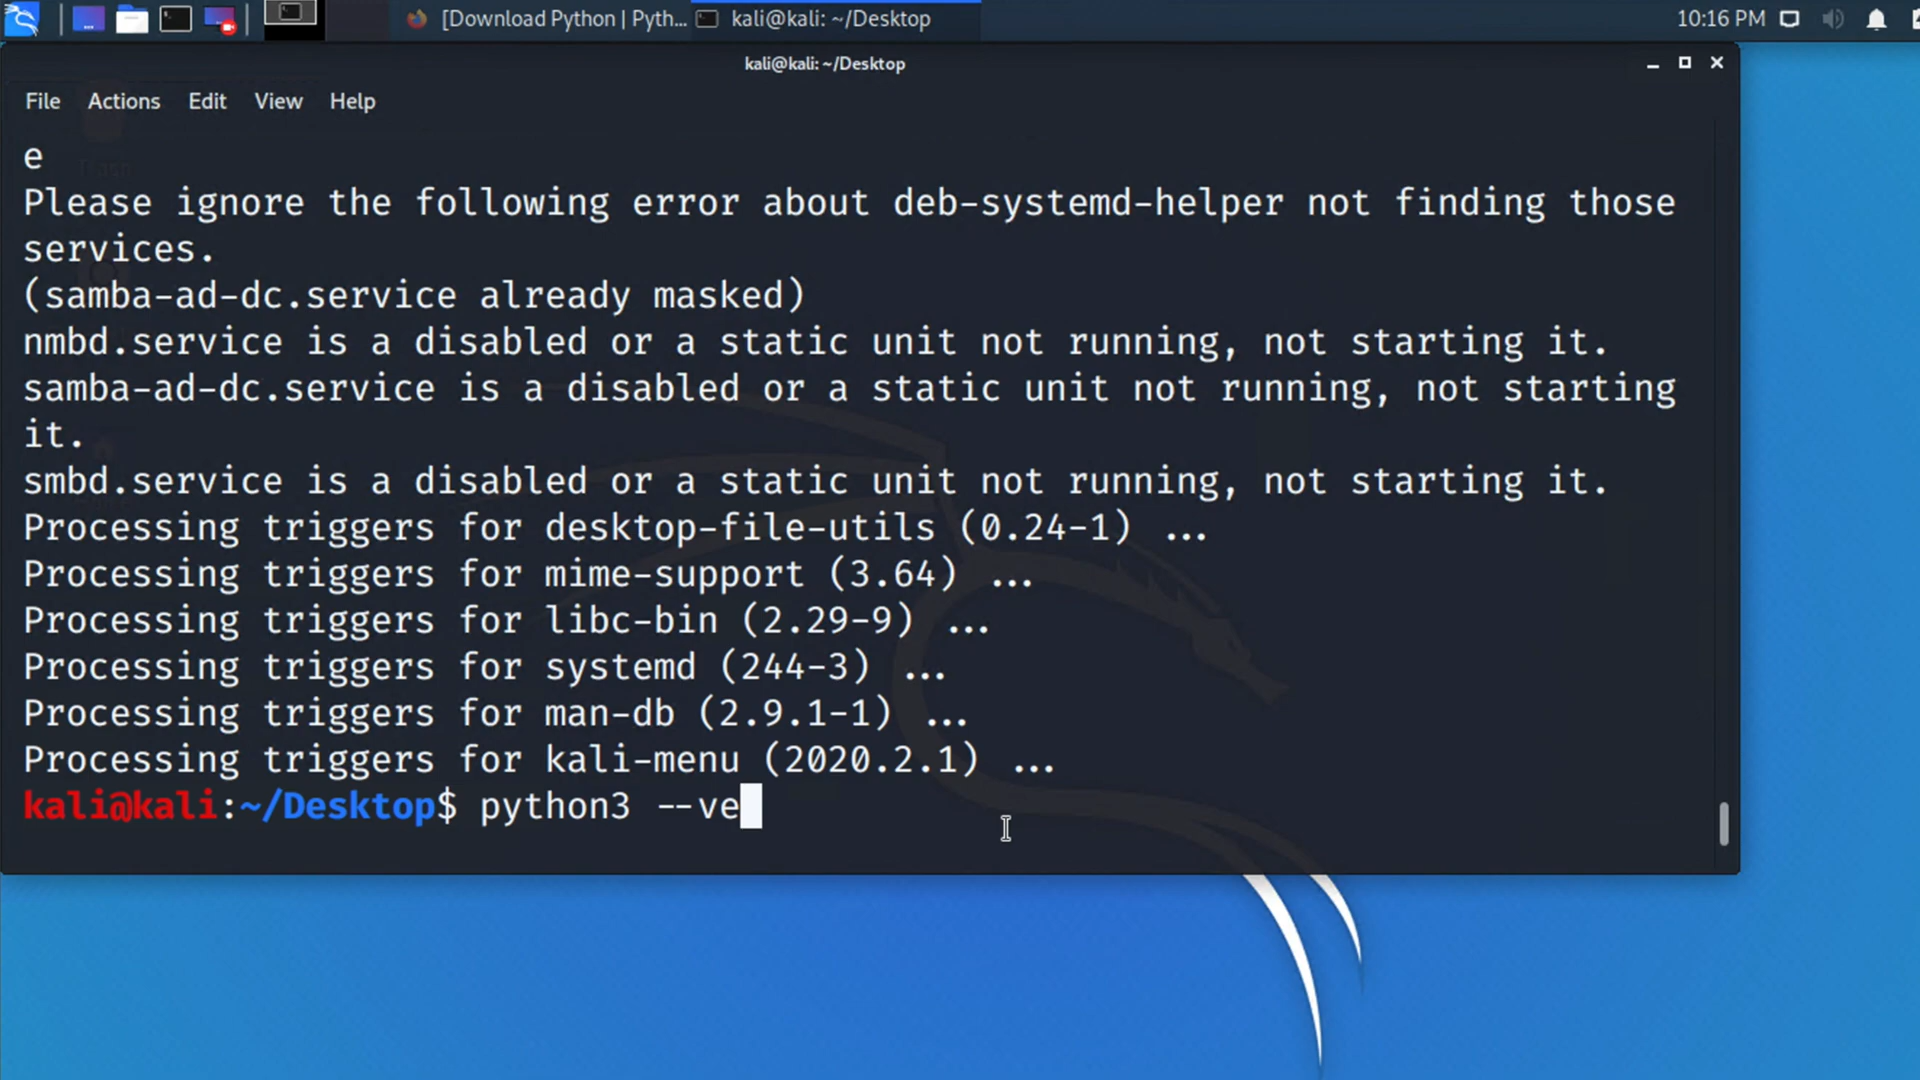 [Download Python | Pyth...
kali@kali: ~/Desktop
10:16 PM
kali@kali: ~/Desktop
File Actions Edit View Help
e
Please ignore the following error about deb-systemd-helper not finding those
services.
(samba-ad-dc.service already masked)
nmbd.service is a disabled or a static unit not running, not starting it.
samba-ad-dc.service is a disabled or a static unit not running, not starting
it.
smbd.service is a disabled or a static unit not running, not starting it.
Processing triggers for desktop-file-utils (0.24-1) ...
Processing triggers for mime-support (3.64) ...
Processing triggers for libc-bin (2.29-9) ...
Processing triggers for systemd (244-3) ...
Processing triggers for man-db (2.9.1-1) ...
Processing triggers for kali-menu (2020.2.1) ...
kali@kali:~/Desktop$ python3 --ve